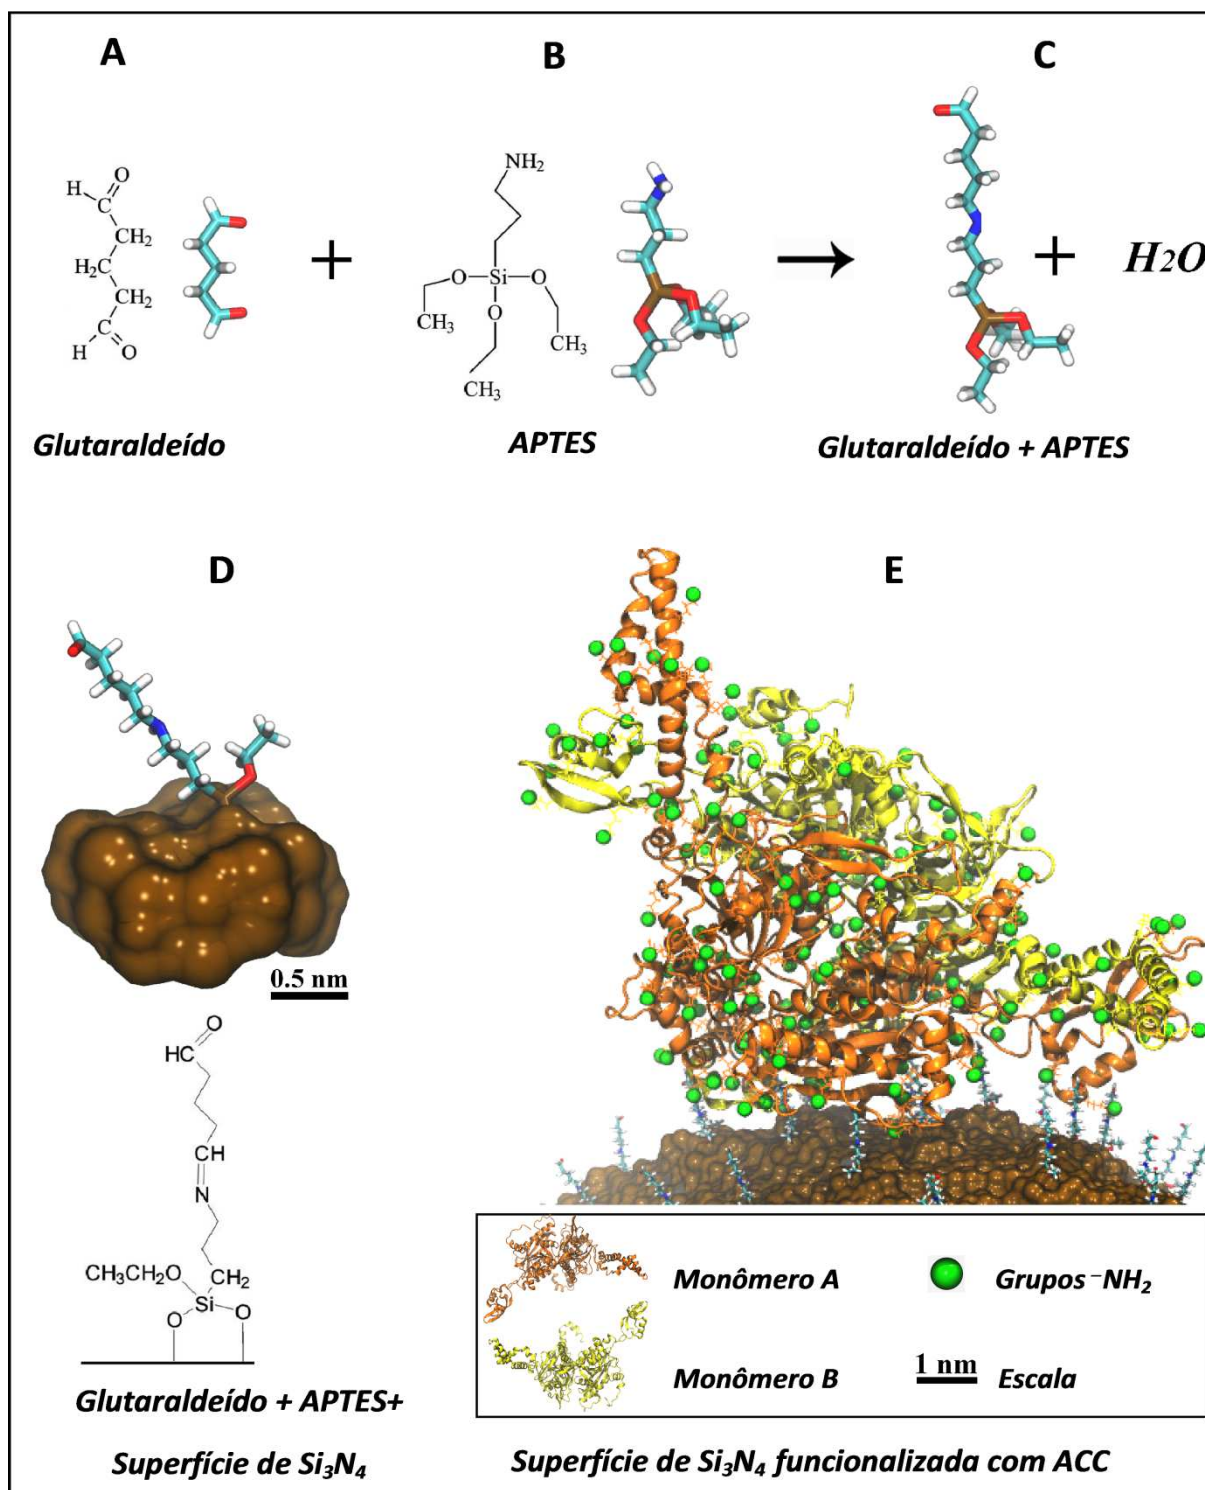 A
B
C
H
C
O
CH2
H2C
CH2
C
H
O
+
NH2
O
Si
O
O
CH3
CH3
CH3
+
H2O
Glutaraldeído
APTES
Glutaraldeído + APTES
D
E
0.5 nm
O
HC
CH
N
CH3CH2O
CH2
Si
O
O
Glutaraldeído + APTES+
Superfície de Si3N4
Monômero A
Grupos –NH2
Monômero B
1 nm
Escala
Superfície de Si3N4 funcionalizada com ACC